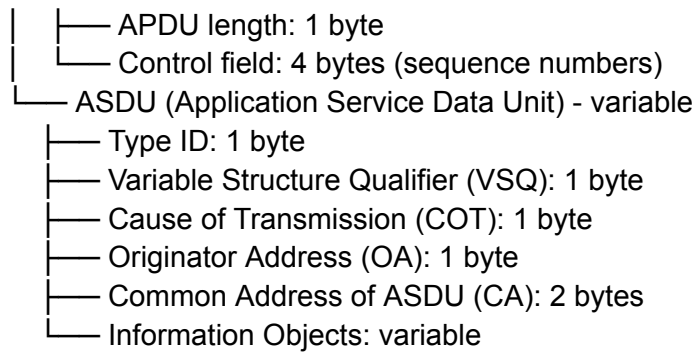 │ ├── APDU length: 1 byte
│ └── Control field: 4 bytes (sequence numbers)
└── ASDU (Application Service Data Unit) - variable
├── Type ID: 1 byte
├── Variable Structure Qualifier (VSQ): 1 byte
├── Cause of Transmission (COT): 1 byte
├── Originator Address (OA): 1 byte
├── Common Address of ASDU (CA): 2 bytes
└── Information Objects: variable